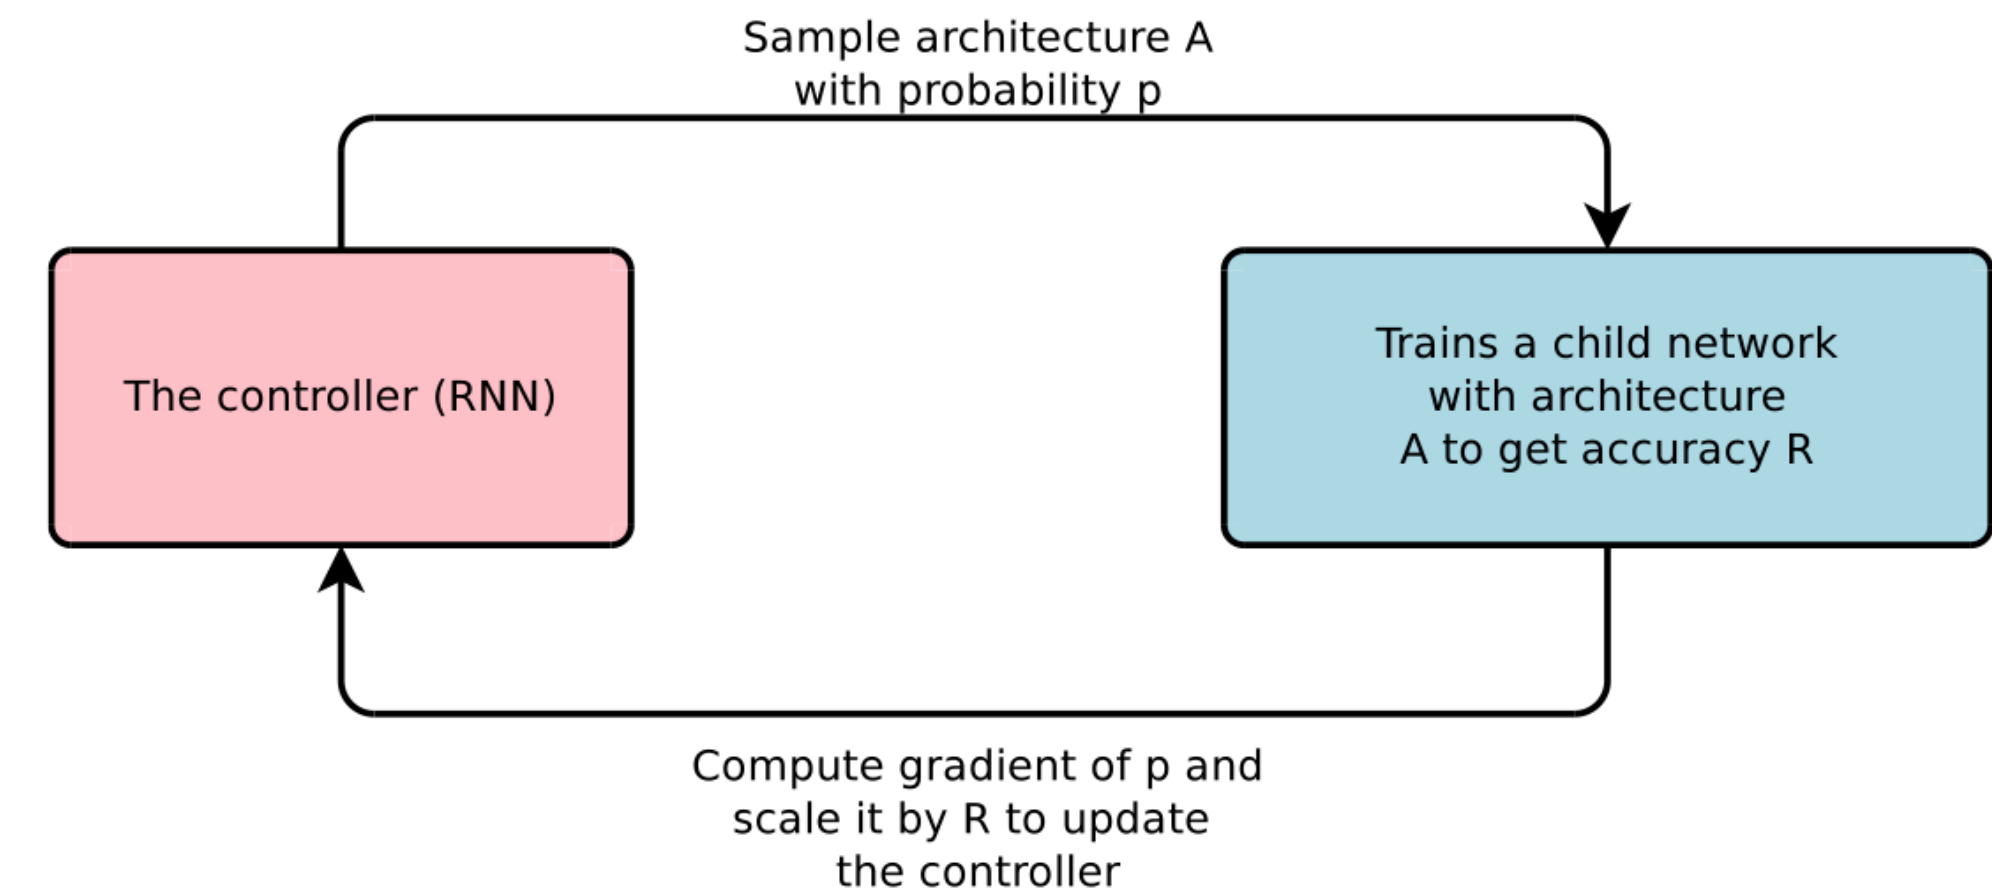 Sample architecture A
with probability p
The controller (RNN)
Trains a child network
with architecture
A to get accuracy R
Compute gradient of p and
scale it by R to update
the controller